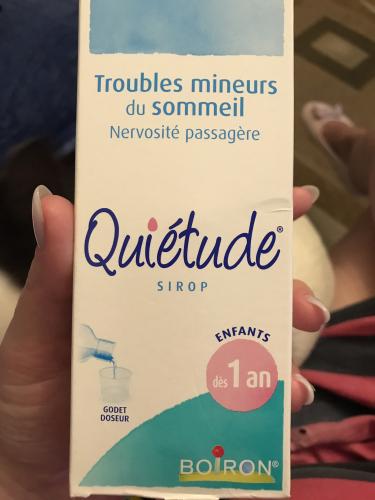 Troubles mineurs
du sommeil
Nervosité passagère
Quiétude®
SIROP
ENFANTS
dès 1 an
GODET
DOSEUR
BOIRON®